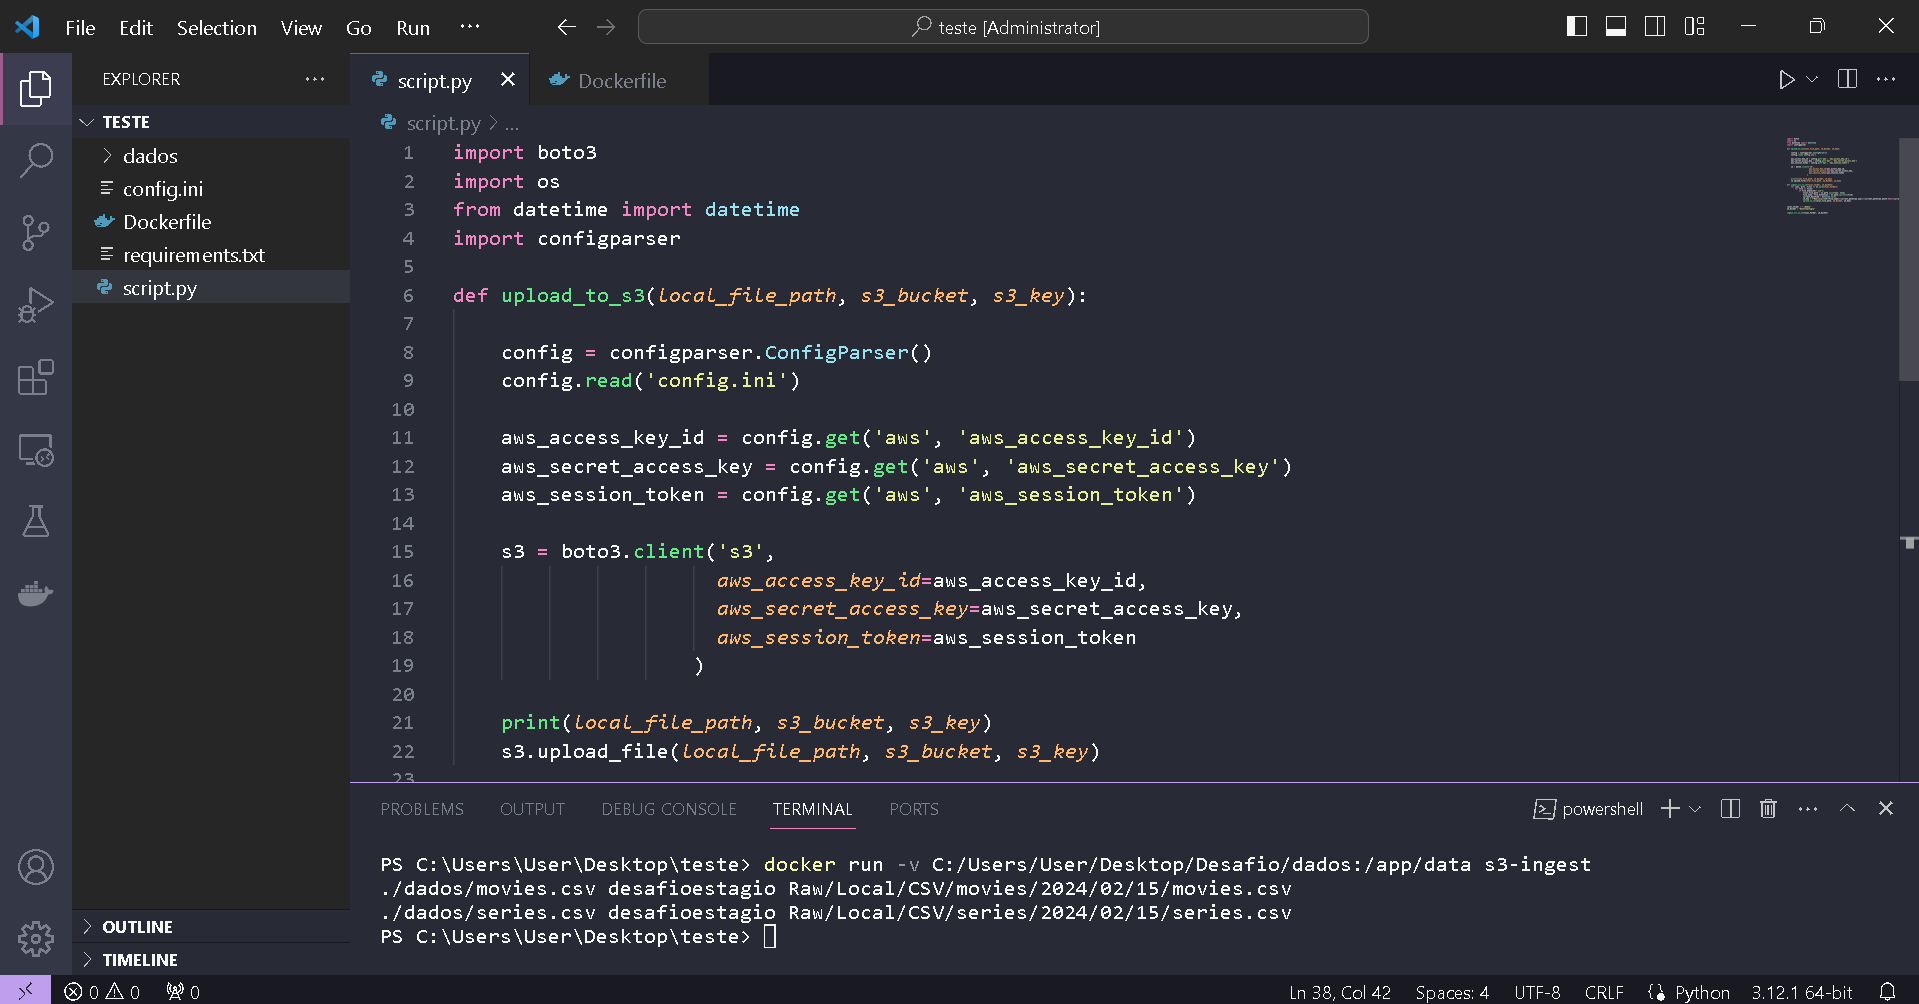 File Edit Selection View Go Run ··· teste [Administrator]
EXPLORER ···
TESTE
dados
config.ini
Dockerfile
requirements.txt
script.py
OUTLINE
TIMELINE
script.py Dockerfile
script.py > ...
1 import boto3
2 import os
3 from datetime import datetime
4 import configparser
5
6 def upload_to_s3(local_file_path, s3_bucket, s3_key):
7
8 config = configparser.ConfigParser()
9 config.read('config.ini')
10
11 aws_access_key_id = config.get('aws', 'aws_access_key_id')
12 aws_secret_access_key = config.get('aws', 'aws_secret_access_key')
13 aws_session_token = config.get('aws', 'aws_session_token')
14
15 s3 = boto3.client('s3',
16 aws_access_key_id=aws_access_key_id,
17 aws_secret_access_key=aws_secret_access_key,
18 aws_session_token=aws_session_token
19 )
20
21 print(local_file_path, s3_bucket, s3_key)
22 s3.upload_file(local_file_path, s3_bucket, s3_key)
23
PROBLEMS OUTPUT DEBUG CONSOLE TERMINAL PORTS powershell
PS C:\Users\User\Desktop\teste> docker run -v C:/Users/User/Desktop/Desafio/dados:/app/data s3-ingest
./dados/movies.csv desafioestagio Raw/Local/CSV/movies/2024/02/15/movies.csv
./dados/series.csv desafioestagio Raw/Local/CSV/series/2024/02/15/series.csv
PS C:\Users\User\Desktop\teste>
0 0 0 Ln 38, Col 42 Spaces: 4 UTF-8 CRLF Python 3.12.1 64-bit